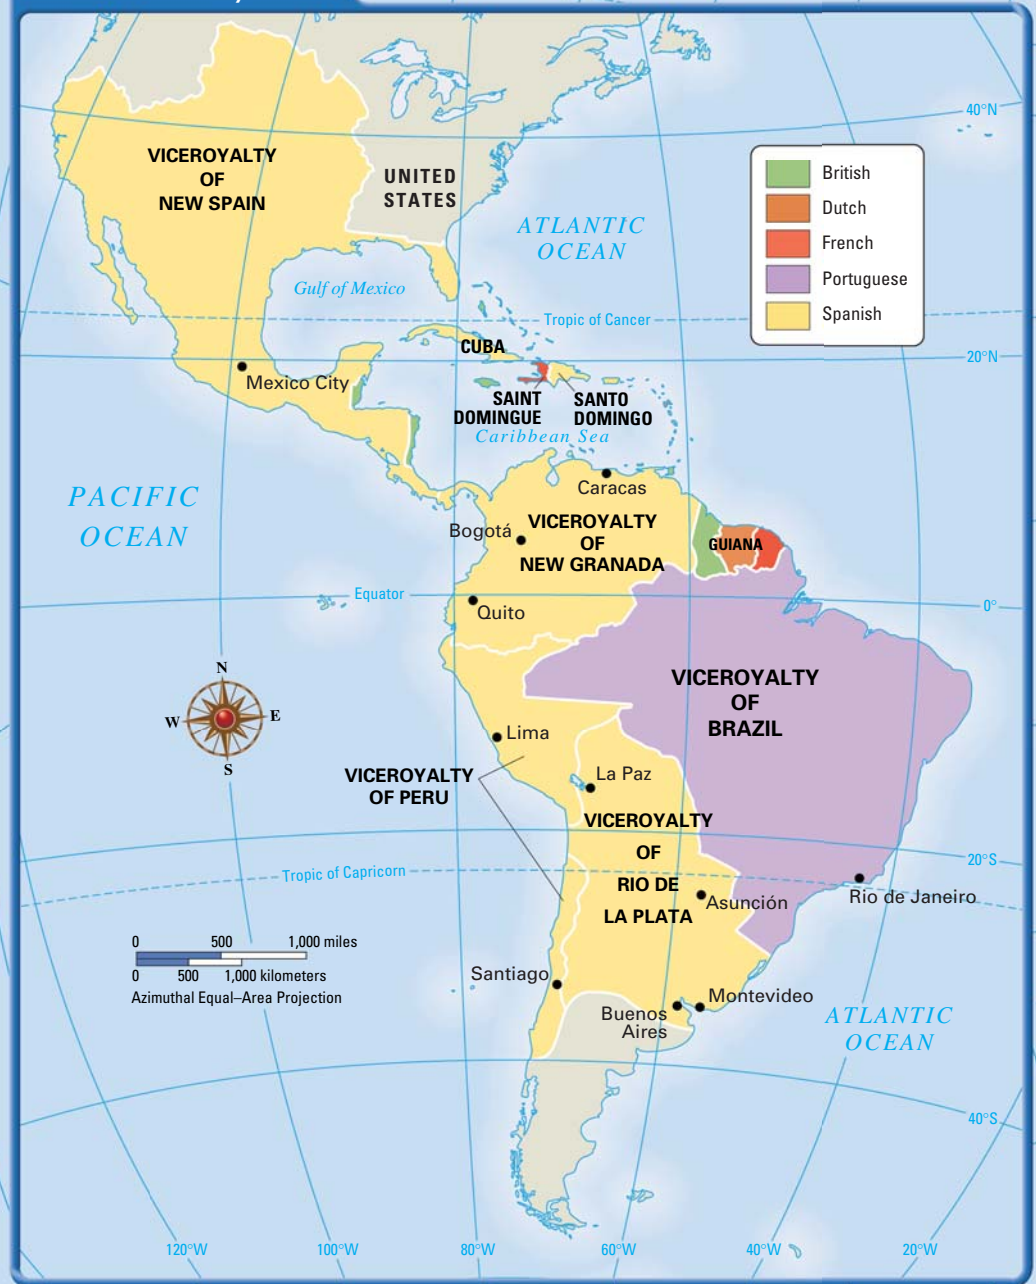 40°N
VICEROYALTY
OF
NEW SPAIN
UNITED
STATES
British
Dutch
French
Portuguese
Spanish
ATLANTIC
OCEAN
Gulf of Mexico
Tropic of Cancer
CUBA
20°N
Mexico City
SAINT
DOMINGUE
SANTO
DOMINGO
Caribbean Sea
PACIFIC
OCEAN
Caracas
Bogotá
VICEROYALTY
OF
NEW GRANADA
GUIANA
Equator
Quito
0°
N
W
E
S
VICEROYALTY
OF
BRAZIL
Lima
VICEROYALTY
OF PERU
La Paz
VICEROYALTY
OF
RIO DE
LA PLATA
20°S
Tropic of Capricorn
Asunción
Rio de Janeiro
0 500 1,000 miles
0 500 1,000 kilometers
Azimuthal Equal–Area Projection
Santiago
Buenos
Aires
Montevideo
ATLANTIC
OCEAN
40°S
120°W 100°W 80°W 60°W 40°W 20°W